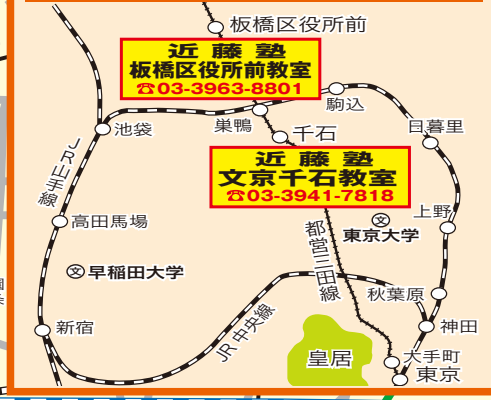 板橋区役所前
近藤塾
板橋区役所前教室
☎03-3963-8801
駒込
池袋
巣鴨
千石
日暮里
近藤塾
文京千石教室
☎03-3941-7818
JR山手線
高田馬場
文
上野
東京大学
都営三田線
文
早稲田大学
秋葉原
新宿
JR中央線
神田
皇居
大手町
東京